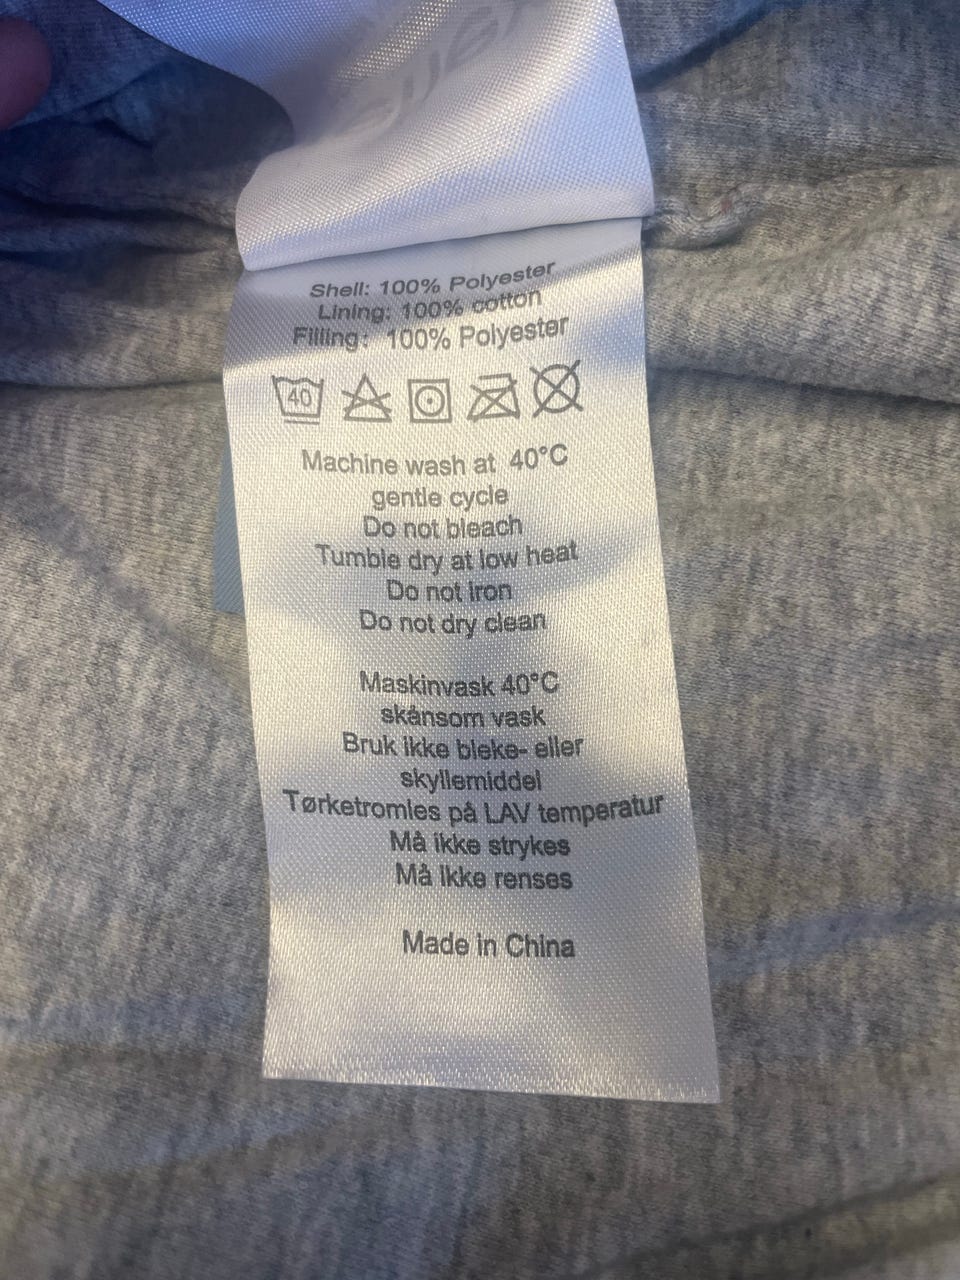 Shell: 100% Polyester
Lining: 100% cotton
Filling: 100% Polyester
40
Machine wash at 40°C
gentle cycle
Do not bleach
Tumble dry at low heat
Do not iron
Do not dry clean
Maskinvask 40°C
skånsom vask
Bruk ikke bleke- eller
skyllemiddel
Tørketromles på LAV temperatur
Må ikke strykes
Må ikke renses
Made in China